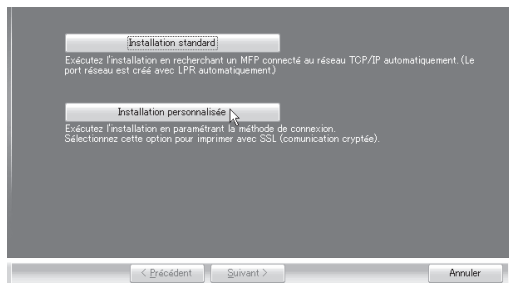 Installation standard
Exécutez l'installation en recherchant un MFP connecté au réseau TCP/IP automatiquement. (Le
port réseau est créé avec LPR automatiquement.)
Installation personnalisée
Exécutez l'installation en paramétrant la méthode de connexion.
Sélectionnez cette option pour imprimer avec SSL (comunication cryptée).
< Précédent
Suivant >
Annuler